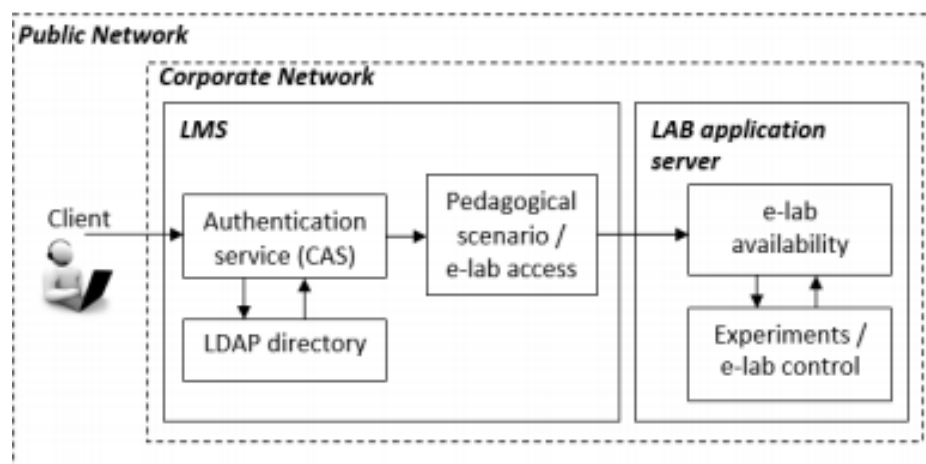 Public Network
Corporate Network
LMS
LAB application
server
Client
Authentication
service (CAS)
Pedagogical
scenario /
e-lab access
e-lab
availability
LDAP directory
Experiments /
e-lab control